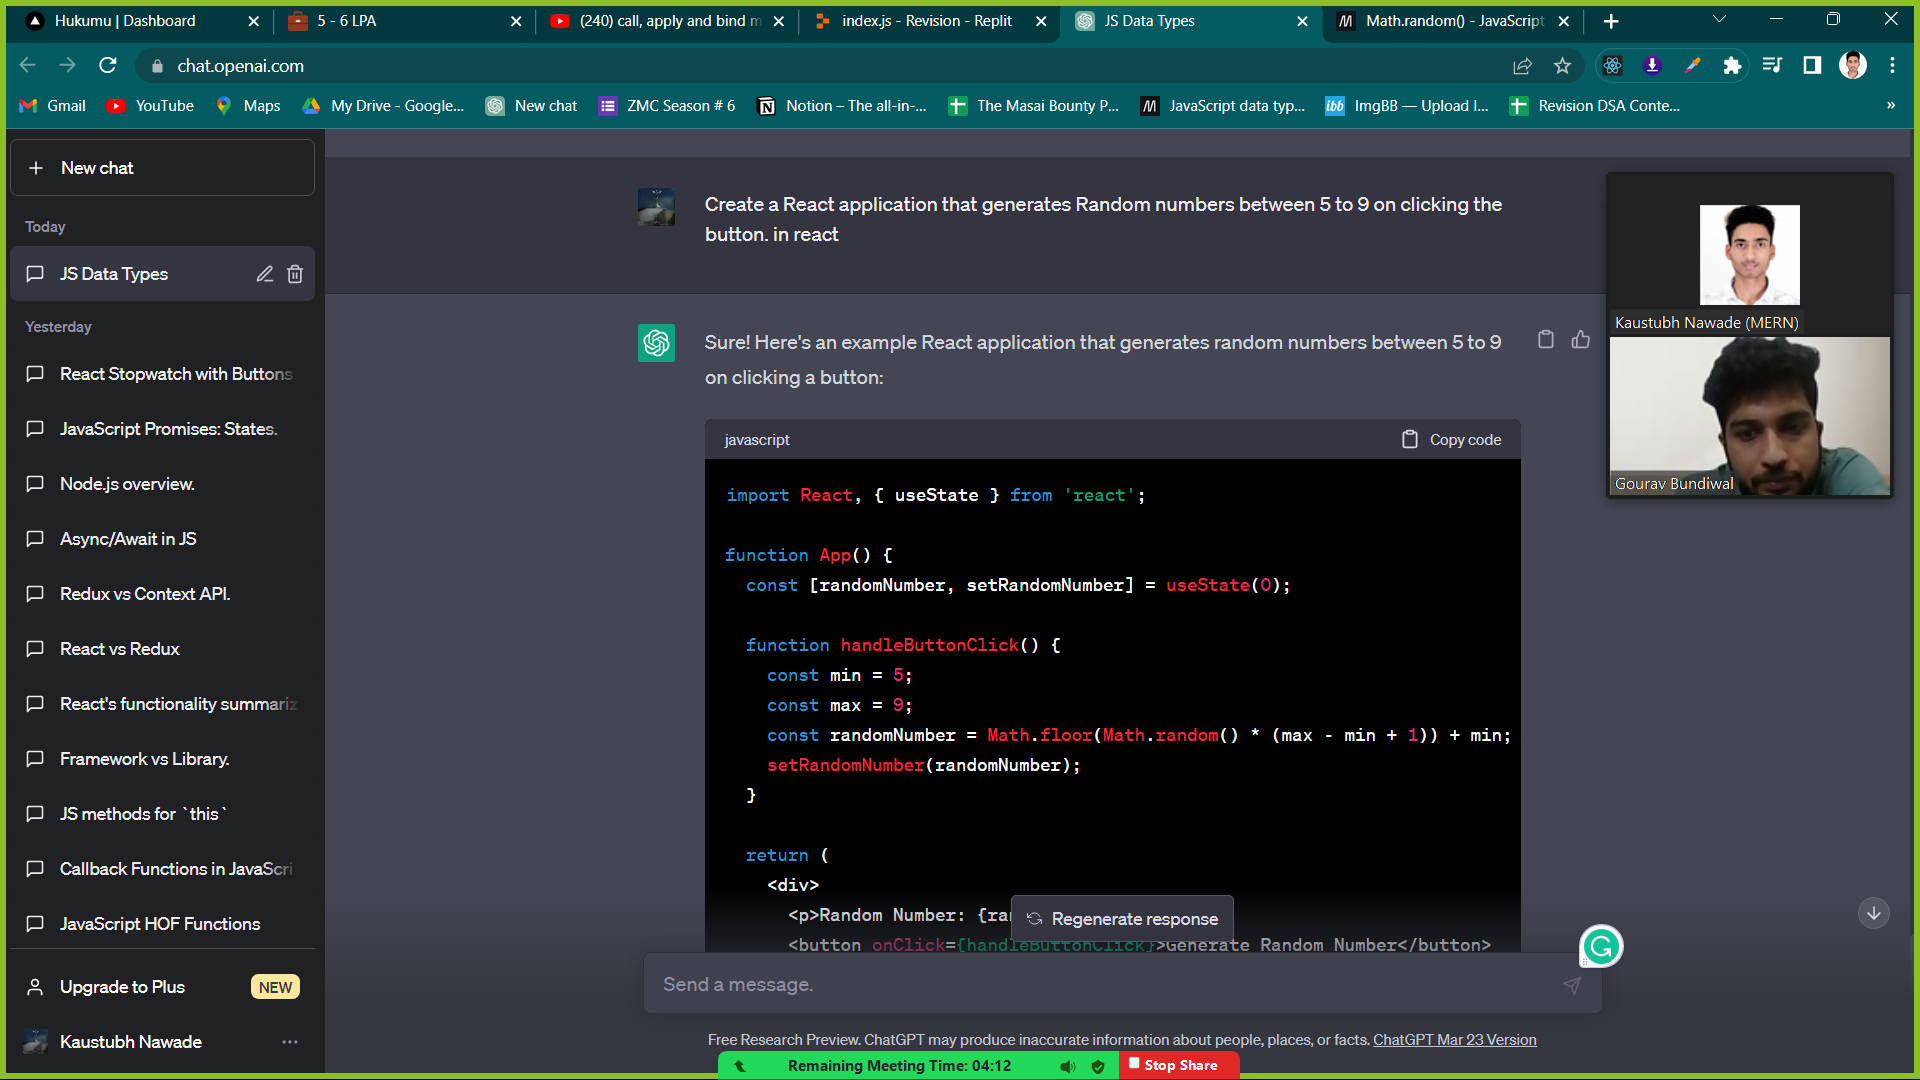 Hukumu | Dashboard
5 - 6 LPA
(240) call, apply and bind m
index.js - Revision - Replit
JS Data Types
Math.random() - JavaScript
chat.openai.com
Gmail
YouTube
Maps
My Drive - Google...
New chat
ZMC Season # 6
Notion – The all-in-...
The Masai Bounty P...
JavaScript data typ...
ibb
ImgBB — Upload I...
Revision DSA Conte...
»
New chat
Today
JS Data Types
Yesterday
React Stopwatch with Buttons
JavaScript Promises: States.
Node.js overview.
Async/Await in JS
Redux vs Context API.
React vs Redux
React's functionality summariz
Framework vs Library.
JS methods for `this`
Callback Functions in JavaScri
JavaScript HOF Functions
Upgrade to Plus
NEW
Kaustubh Nawade
Create a React application that generates Random numbers between 5 to 9 on clicking the
button. in react
Sure! Here's an example React application that generates random numbers between 5 to 9
on clicking a button:
javascript
Copy code
import React, { useState } from 'react';
function App() {
const [randomNumber, setRandomNumber] = useState(0);
function handleButtonClick() {
const min = 5;
const max = 9;
const randomNumber = Math.floor(Math.random() * (max - min + 1)) + min;
setRandomNumber(randomNumber);
}
return (
<div>
<p>Random Number: {ra
Regenerate response
<button onClick={handleButtonClick}>Generate Random Number</button>
Send a message.
Free Research Preview. ChatGPT may produce inaccurate information about people, places, or facts. ChatGPT Mar 23 Version
Remaining Meeting Time: 04:12
Stop Share
Kaustubh Nawade (MERN)
Gourav Bundiwal